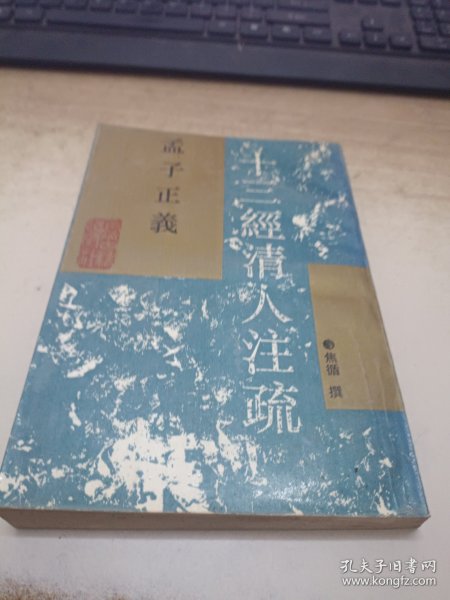 孟子正義
十三經清人注疏
焦循 撰
孔夫子旧书网
www.kongfz.com